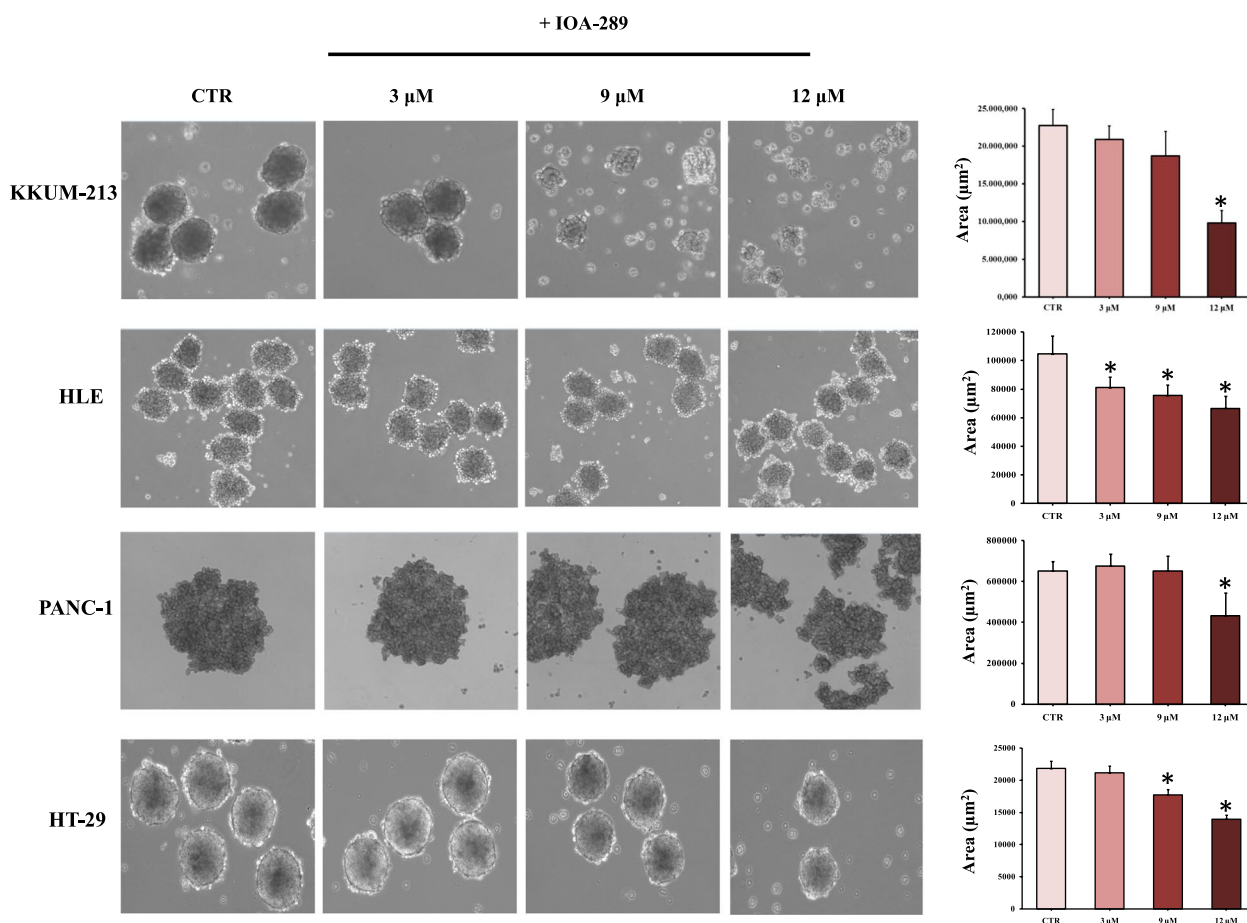 + IOA-289
CTR 3 µM 9 µM 12 µM
KKUM-213
Area (µm²)
25.000,000
20.000,000
15.000,000
10.000,000
5.000,000
0,000
*
CTR 3 µM 9 µM 12 µM
HLE
Area (µm²)
120000
100000
80000
60000
40000
20000
0
* * *
CTR 3 µM 9 µM 12 µM
PANC-1
Area (µm²)
800000
600000
400000
200000
0
*
CTR 3 µM 9 µM 12 µM
HT-29
Area (µm²)
25000
20000
15000
10000
5000
0
* *
CTR 3 µM 9 µM 12 µM